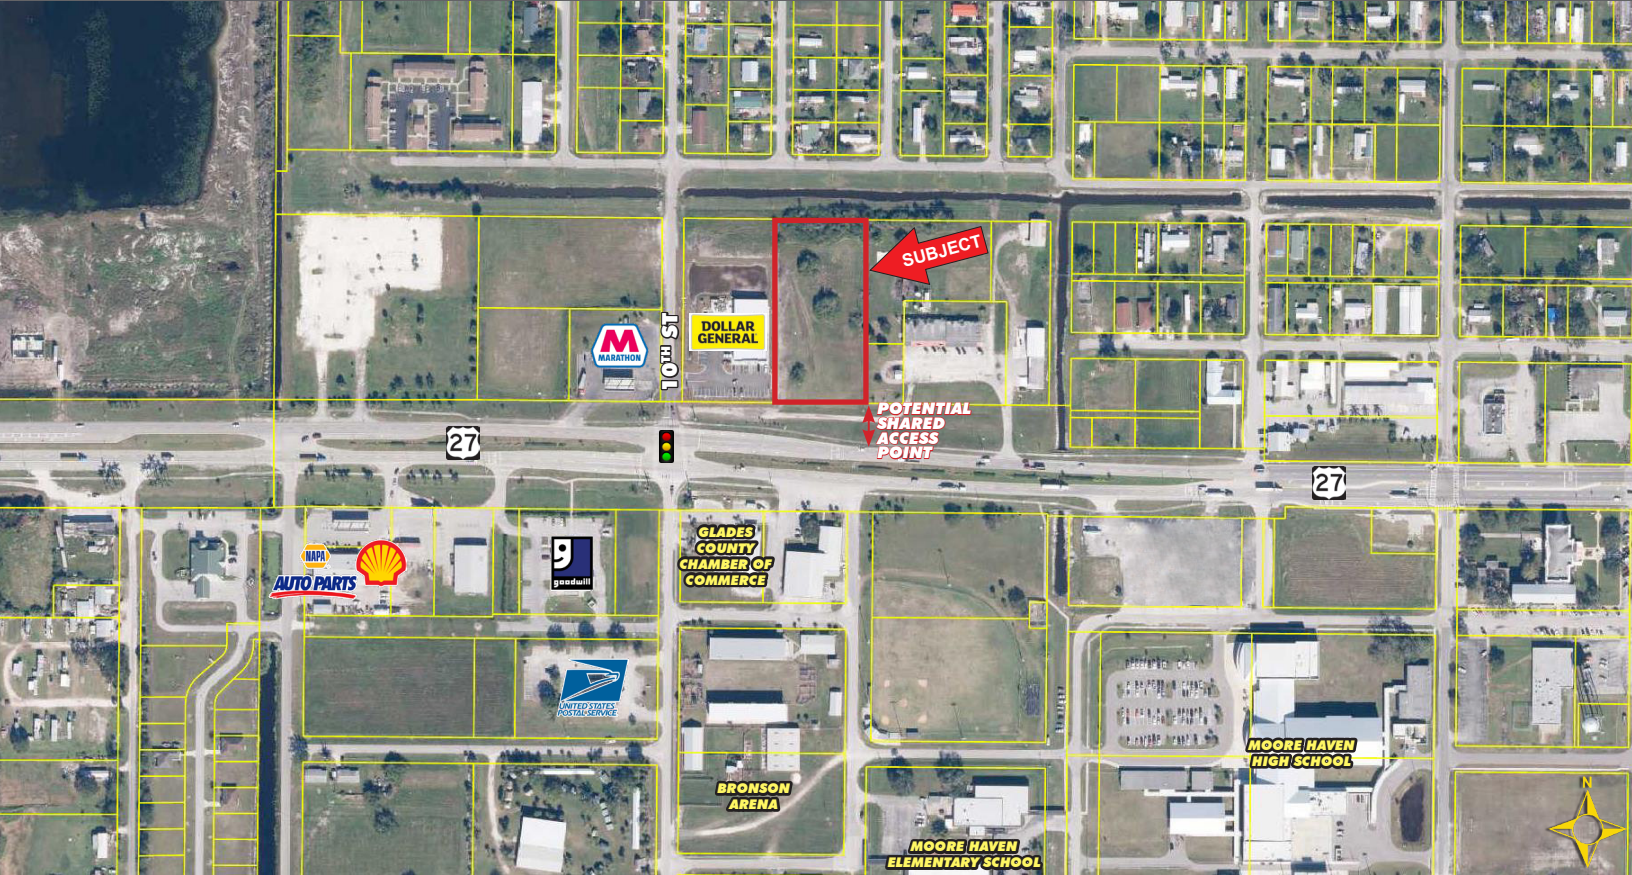 SUBJECT
M
MARATHON
10TH ST
DOLLAR
GENERAL
POTENTIAL
SHARED
ACCESS
POINT
27
27
NAPA
AUTO PARTS
g
goodwill
GLADES
COUNTY
CHAMBER OF
COMMERCE
UNITED STATES
POSTAL SERVICE
BRONSON
ARENA
MOORE HAVEN
HIGH SCHOOL
MOORE HAVEN
ELEMENTARY SCHOOL
N